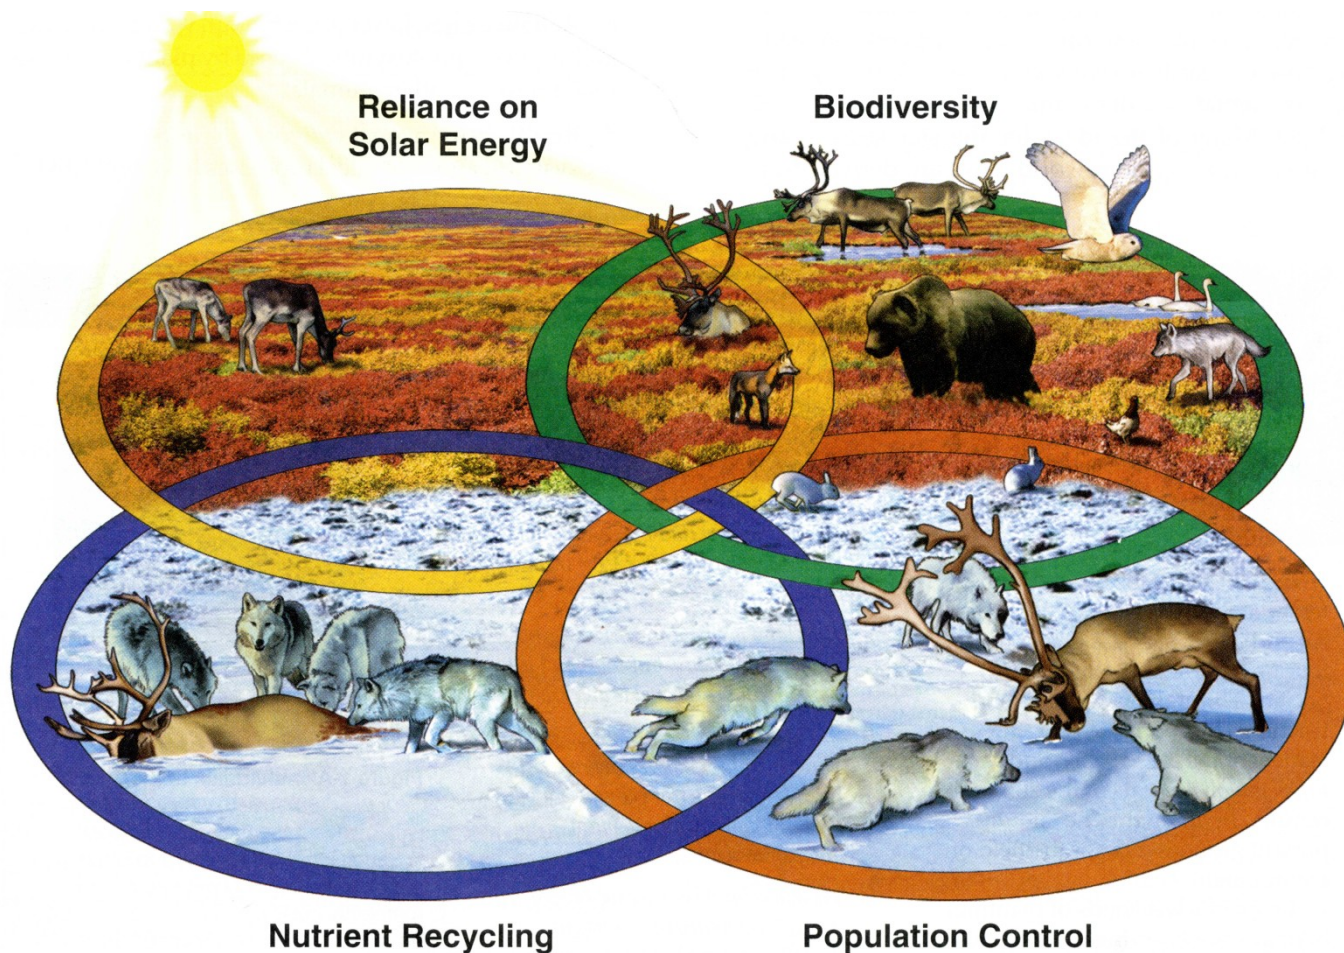 Reliance on
Solar Energy
Biodiversity
Nutrient Recycling
Population Control